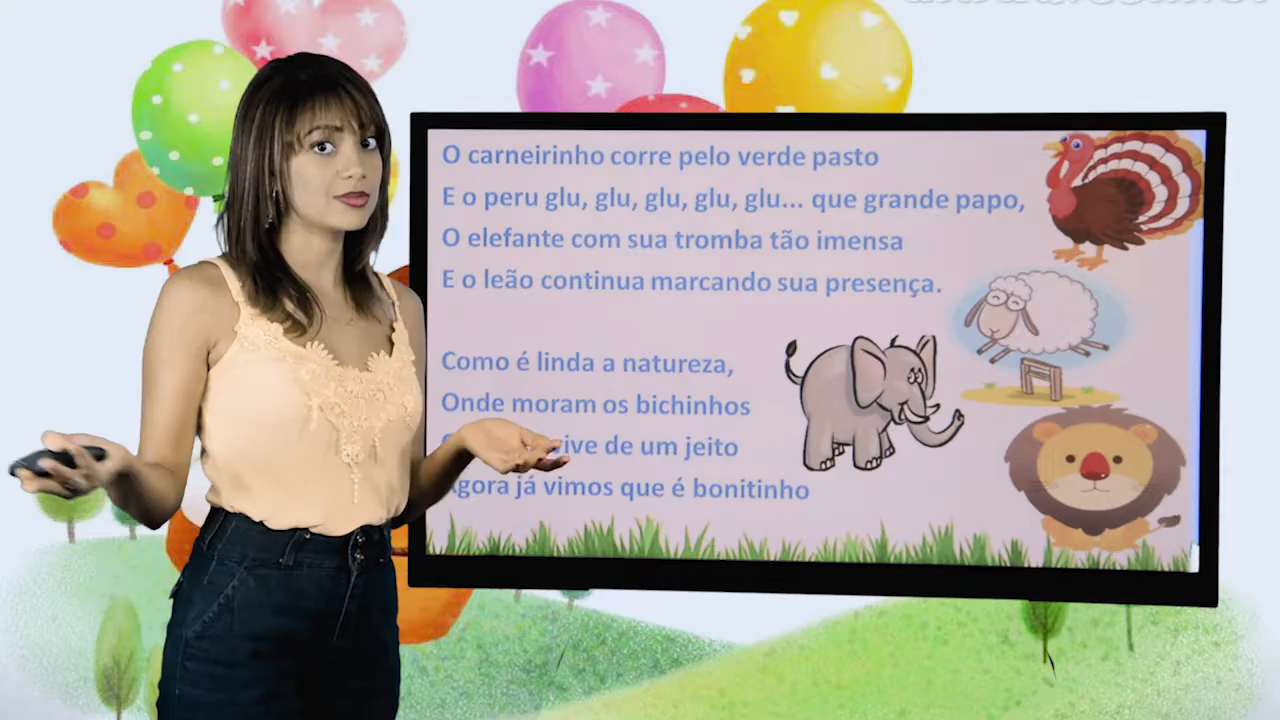 O carneirinho corre pelo verde pasto
E o peru glu, glu, glu, glu, glu... que grande papo,
O elefante com sua tromba tão imensa
E o leão continua marcando sua presença.
Como é linda a natureza,
Onde moram os bichinhos
vive de um jeito
Agora já vimos que é bonitinho